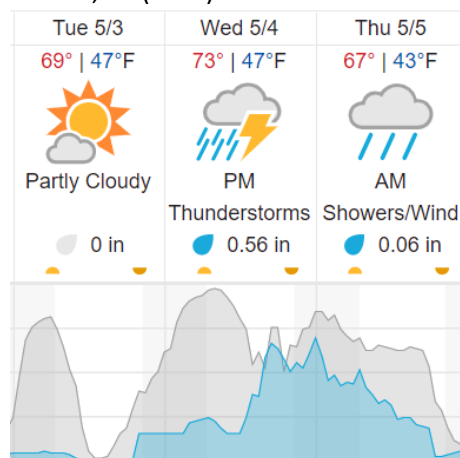 Tue 5/3 Wed 5/4 Thu 5/5
69° | 47°F 73° | 47°F 67° | 43°F
Partly Cloudy PM AM
Thunderstorms Showers/Wind
0 in 0.56 in 0.06 in